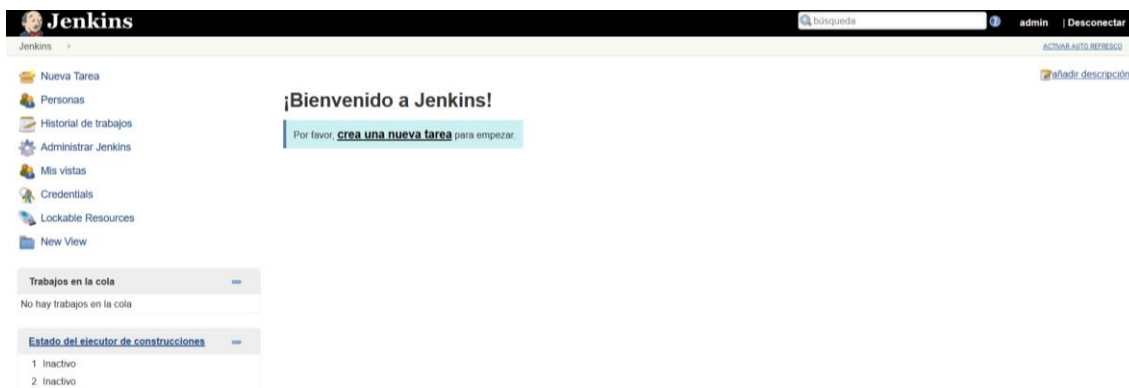 Jenkins
búsqueda
admin | Desconectar
Jenkins
ACTIVAR AUTO REFRESCO
Nueva Tarea
Personas
Historial de trabajos
Administrar Jenkins
Mis vistas
Credentials
Lockable Resources
New View
añadir descripción
¡Bienvenido a Jenkins!
Por favor, crea una nueva tarea para empezar.
Trabajos en la cola
No hay trabajos en la cola
Estado del ejecutor de construcciones
1 Inactivo
2 Inactivo